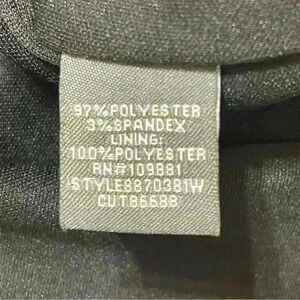 97%POLYESTER
3%SPANDEX
LINING:
100%POLYESTER
RN#109881
STYLE8870381W
CUT86688